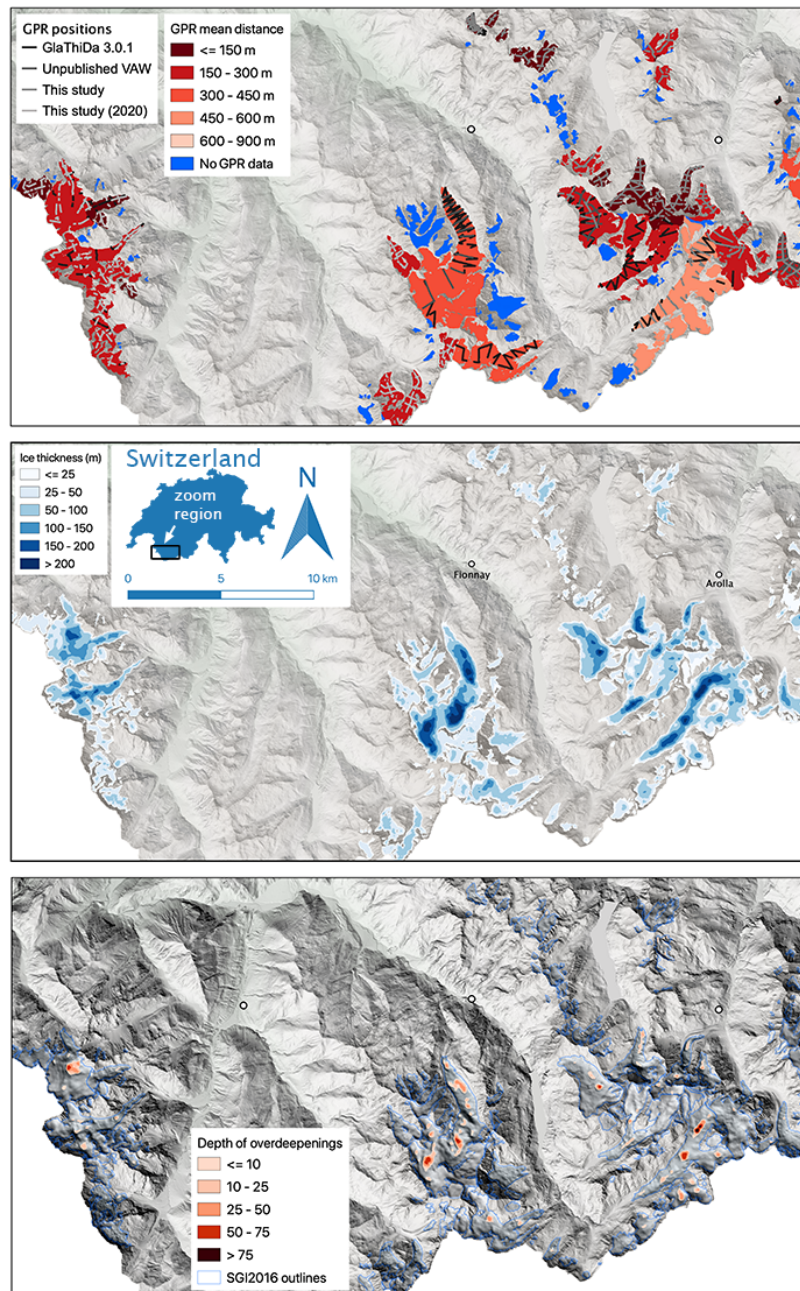 GPR positions
GlaThiDa 3.0.1
Unpublished VAW
This study
This study (2020)
GPR mean distance
<= 150 m
150 - 300 m
300 - 450 m
450 - 600 m
600 - 900 m
No GPR data
Ice thickness (m)
<= 25
25 - 50
50 - 100
100 - 150
150 - 200
> 200
Switzerland
zoom
region
N
0 5 10 km
Fionnay
Arolla
Depth of overdeepenings
<= 10
10 - 25
25 - 50
50 - 75
> 75
SGI2016 outlines